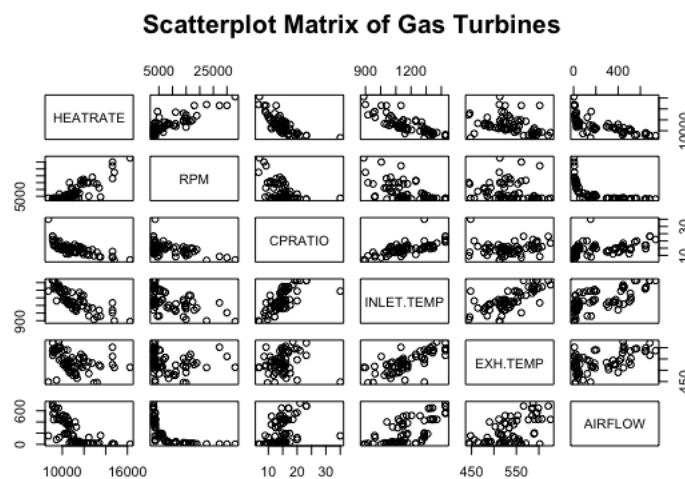 Scatterplot Matrix of Gas Turbines
5000 25000 900 1200 0 400
HEATRATE
10000
RPM
5000
CPRATIO
10 30
INLET.TEMP
900
EXH.TEMP
450
AIRFLOW
0 600
10000 16000 10 20 30 450 550